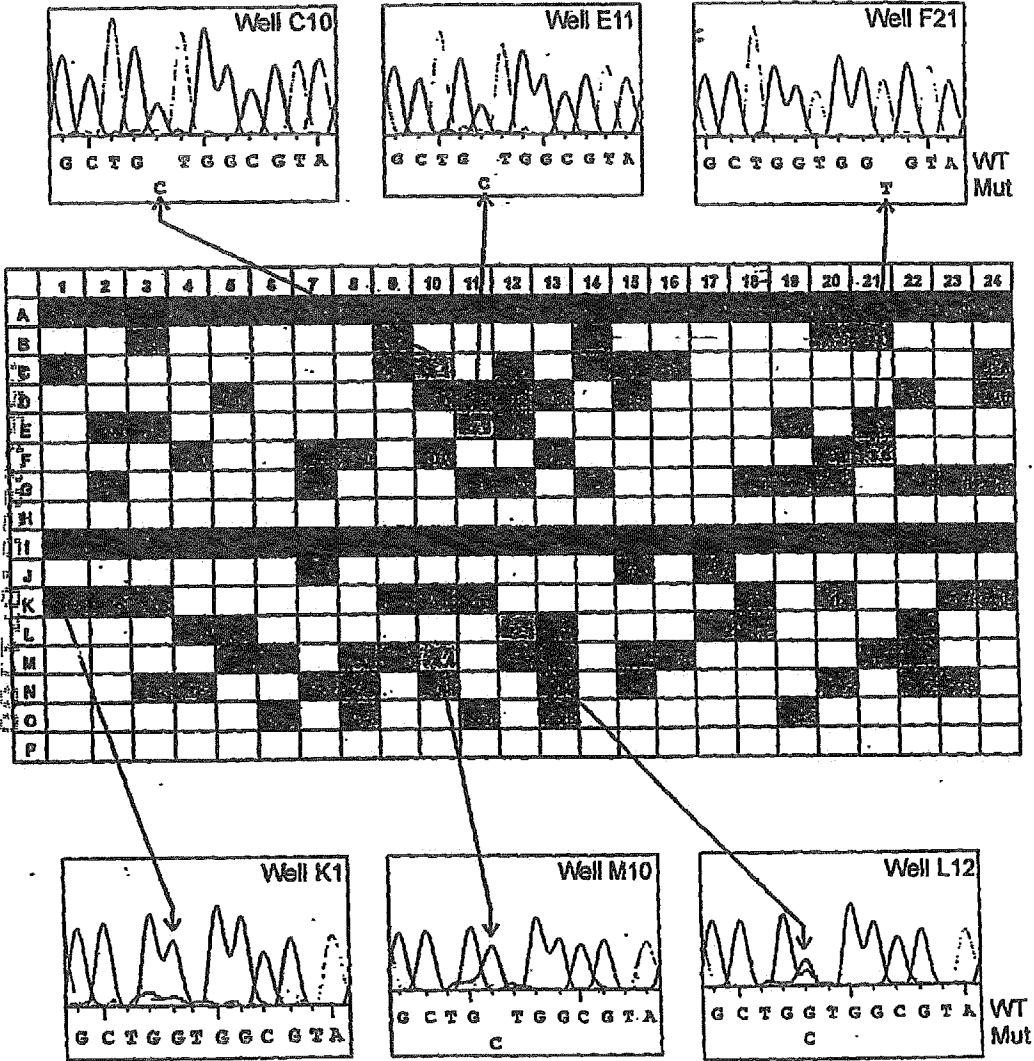 Well C10
G C T G T G G C G T A
C
Well E11
G C T G T G G C G T A
C
Well F21
G C T G G T G G G T A WT
T Mut
1 2 3 4 5 6 7 8 9 10 11 12 13 14 15 16 17 18 19 20 21 22 23 24
A
B
C
D
E
F
G
H
I
J
K
L
M
N
O
P
Well K1
G C T G G T G G C G T A
Well M10
G C T G T G G C G T A
C
Well L12
G C T G G T G G C G T A WT
C Mut